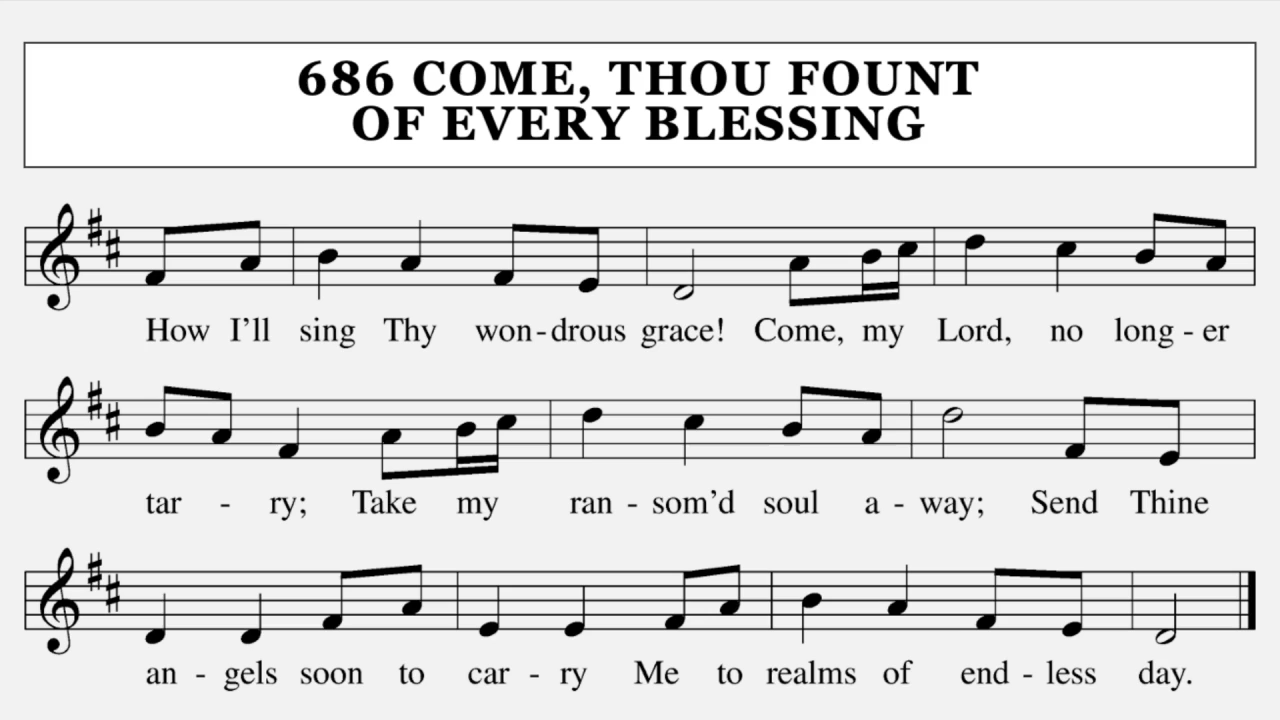 686 COME, THOU FOUNT
OF EVERY BLESSING
How I'll sing Thy won-drous grace! Come, my Lord, no long - er
tar - ry; Take my ran - som'd soul a - way; Send Thine
an - gels soon to car - ry Me to realms of end - less day.